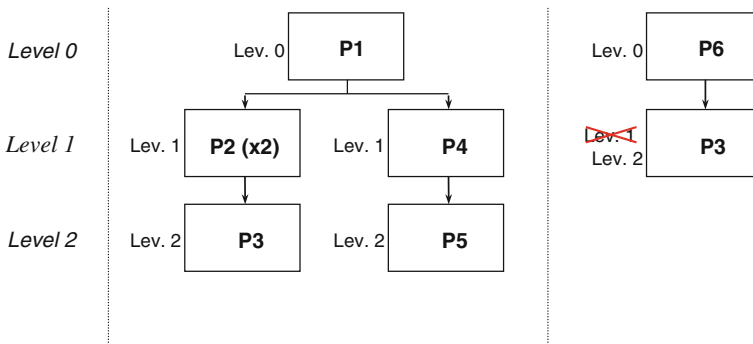 Level 0 Lev. 0 P1 Lev. 0 P6
Lev. 1
Level 1 Lev. 1 P2 (x2) Lev. 1 P4 P3
Lev. 2
Level 2 Lev. 2 P3 Lev. 2 P5